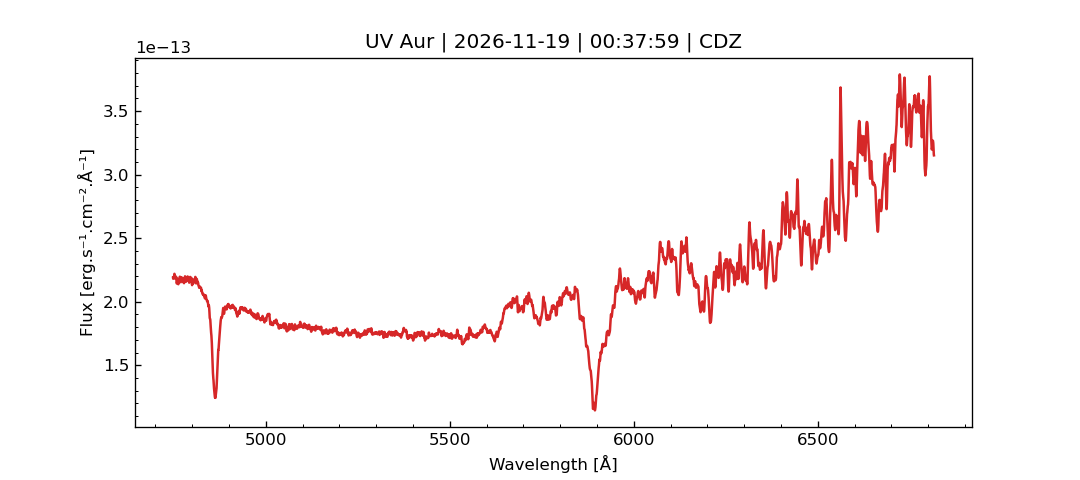 UV Aur | 2026-11-19 | 00:37:59 | CDZ
1e−13
3.5
3.0
2.5
2.0
1.5
Flux [erg.s⁻¹.cm⁻².Å⁻¹]
5000 5500 6000 6500
Wavelength [Å]